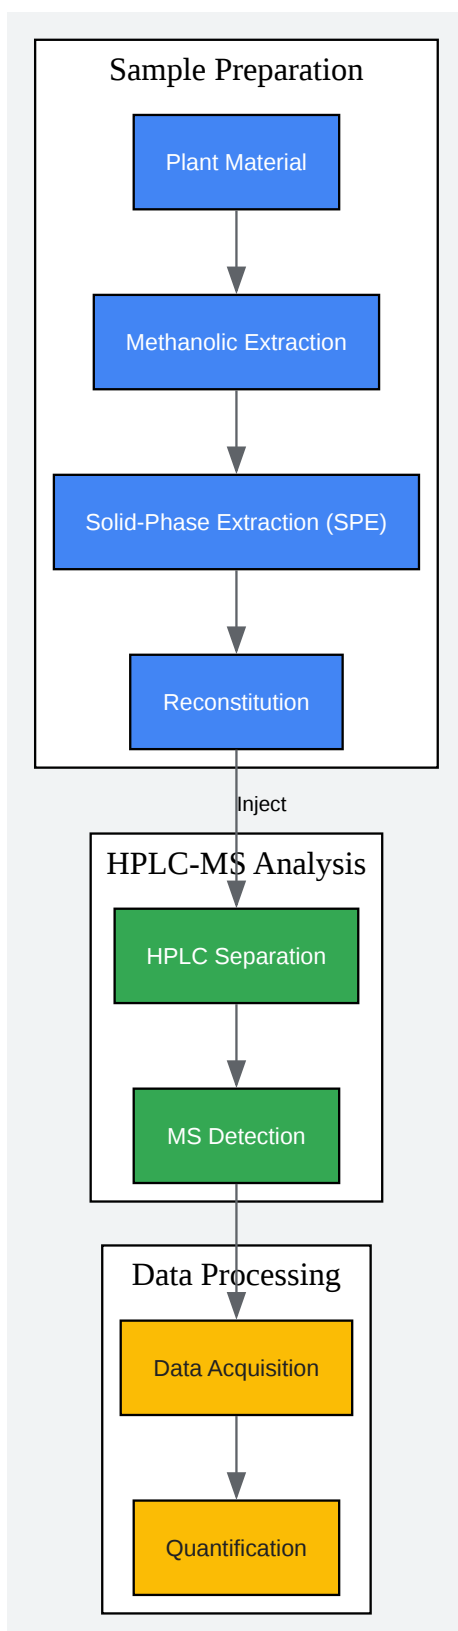 Sample Preparation
Plant Material
Methanolic Extraction
Solid-Phase Extraction (SPE)
Reconstitution
Inject
HPLC-MS Analysis
HPLC Separation
MS Detection
Data Processing
Data Acquisition
Quantification